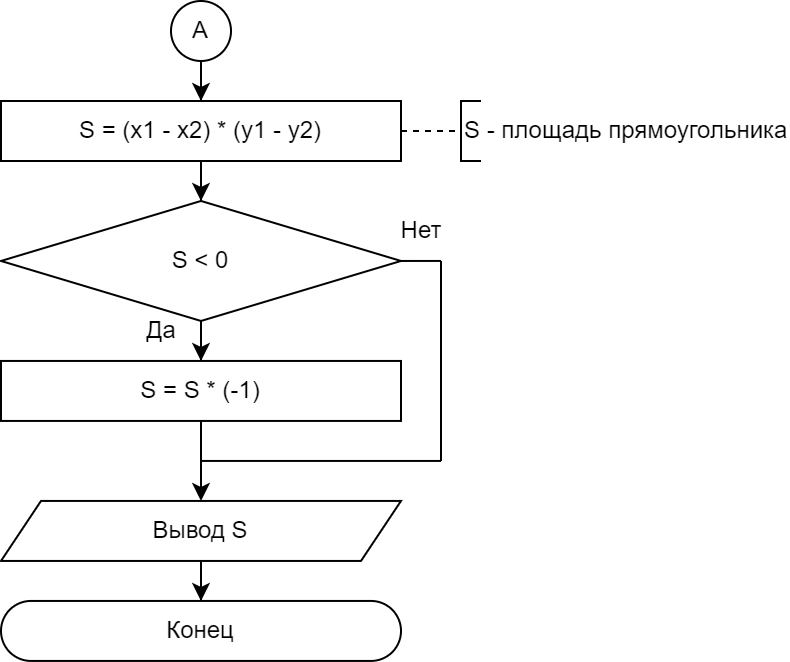 A
S = (x1 - x2) * (y1 - y2)
S - площадь прямоугольника
S < 0
Нет
Да
S = S * (-1)
Вывод S
Конец